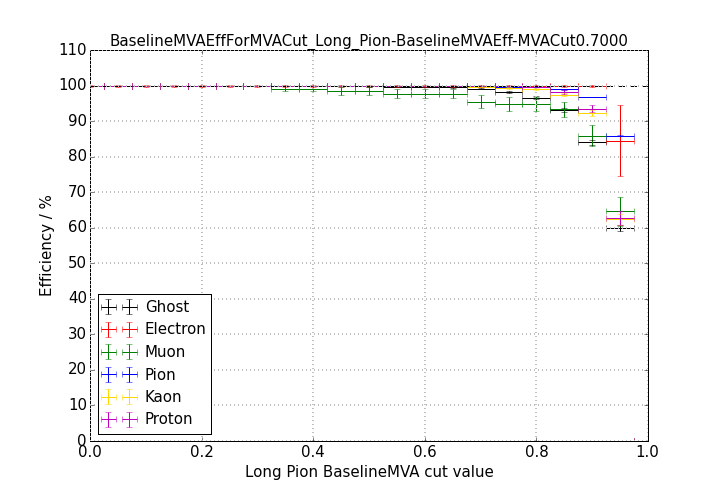 BaselineMVAEffForMVACut_Long_Pion-BaselineMVAEff-MVACut0.7000
110
100
90
80
70
60
50
40
30
20
10
0
Efficiency / %
Ghost
Electron
Muon
Pion
Kaon
Proton
0.0 0.2 0.4 0.6 0.8 1.0
Long Pion BaselineMVA cut value